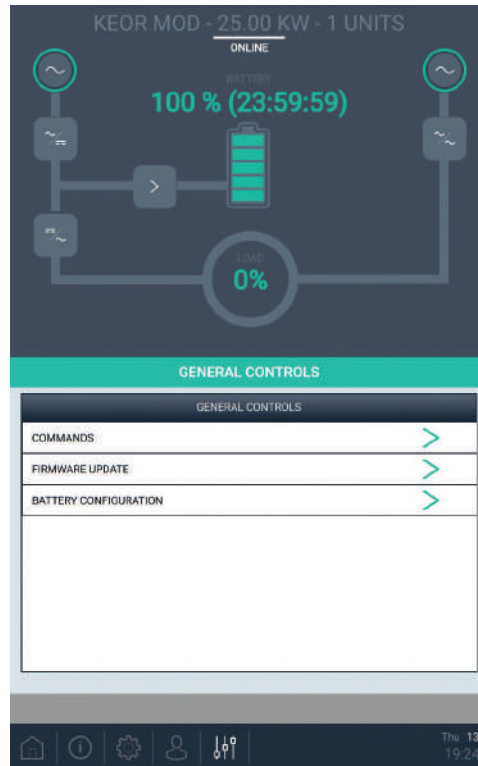 KEOR MOD - 25.00 KW - 1 UNITS
ONLINE
BATTERY
100 % (23:59:59)
LOAD
0%
GENERAL CONTROLS
GENERAL CONTROLS
COMMANDS
FIRMWARE UPDATE
BATTERY CONFIGURATION
Thu 13
19:24